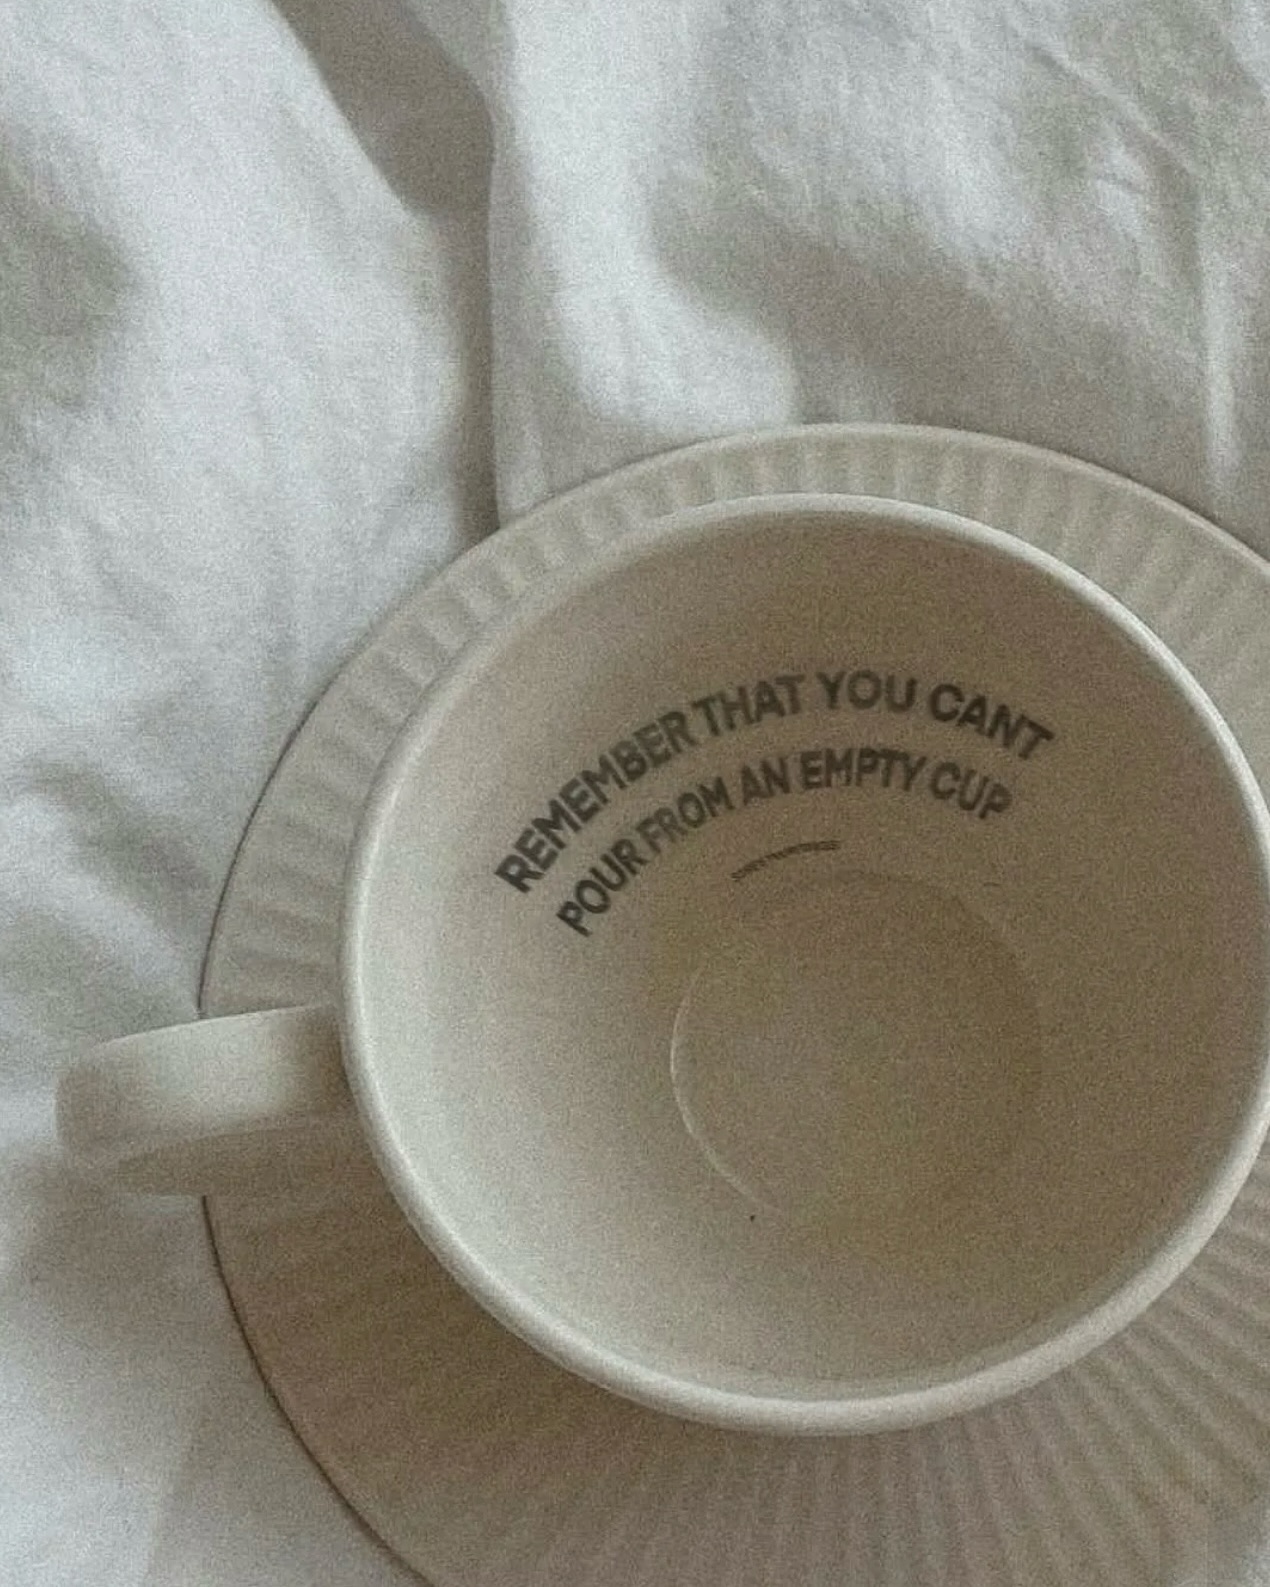 REMEMBER THAT YOU CANT
POUR FROM AN EMPTY CUP